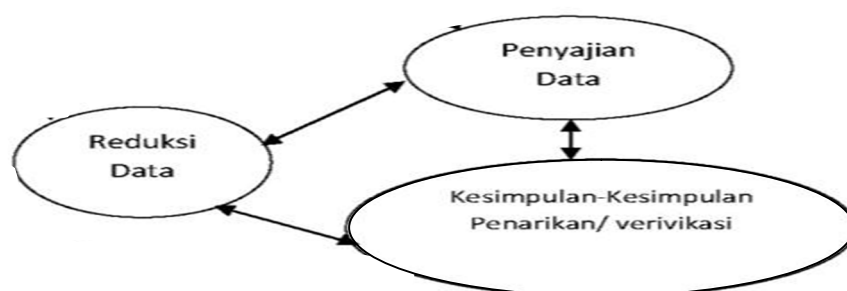 Penyajian
Data
Reduksi
Data
Kesimpulan-Kesimpulan
Penarikan/ verivikasi